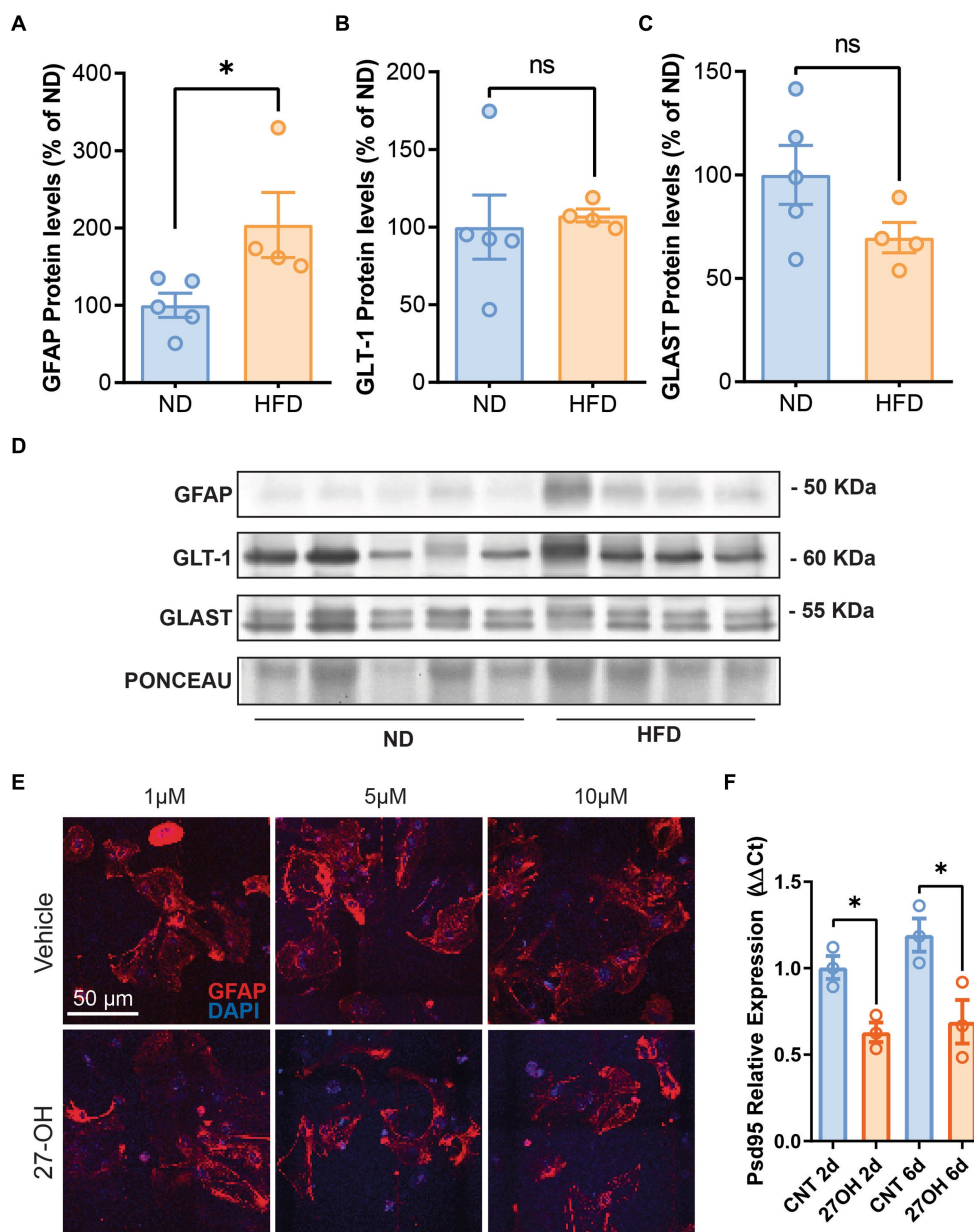 A
GFAP Protein levels (% of ND)
400
300
200
100
0
*
ND
HFD
B
GLT-1 Protein levels (% of ND)
200
150
100
50
0
ns
ND
HFD
C
GLAST Protein levels (% of ND)
150
100
50
0
ns
ND
HFD
D
GFAP
- 50 KDa
GLT-1
- 60 KDa
GLAST
- 55 KDa
PONCEAU
ND
HFD
E
1µM
5µM
10µM
Vehicle
50 µm
GFAP
DAPI
27-OH
F
Psd95 Relative Expression (ΔΔCt)
1.5
1.0
0.5
0.0
*
*
CNT 2d
27OH 2d
CNT 6d
27OH 6d